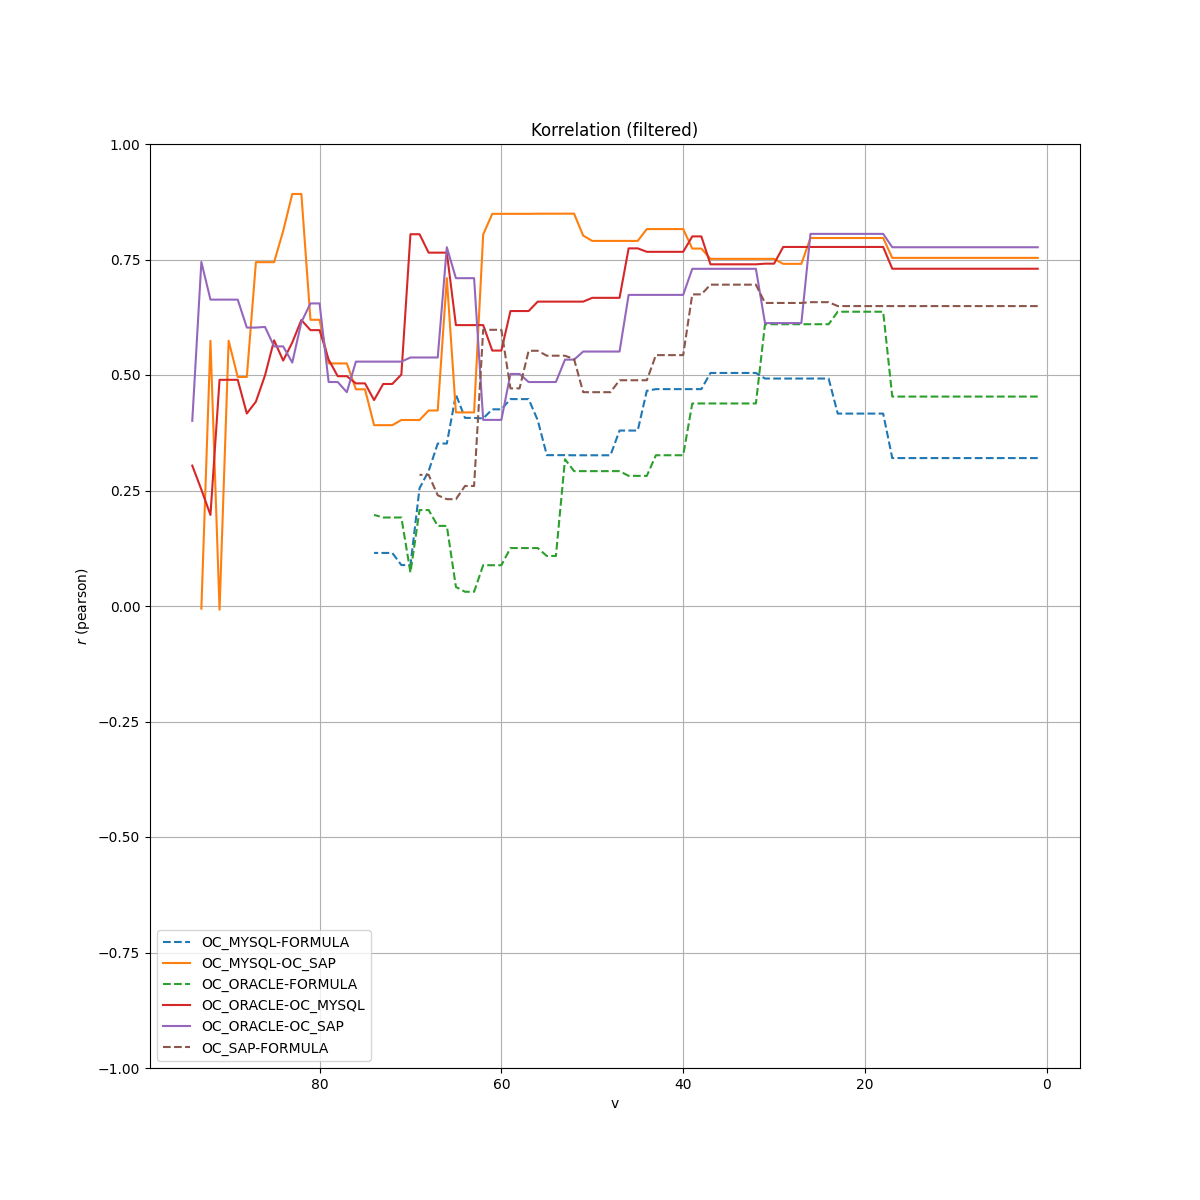 Korrelation (filtered)
1.00
0.75
0.50
0.25
0.00
−0.25
−0.50
−0.75
−1.00
r (pearson)
80
60
40
20
0
v
OC_MYSQL-FORMULA
OC_MYSQL-OC_SAP
OC_ORACLE-FORMULA
OC_ORACLE-OC_MYSQL
OC_ORACLE-OC_SAP
OC_SAP-FORMULA